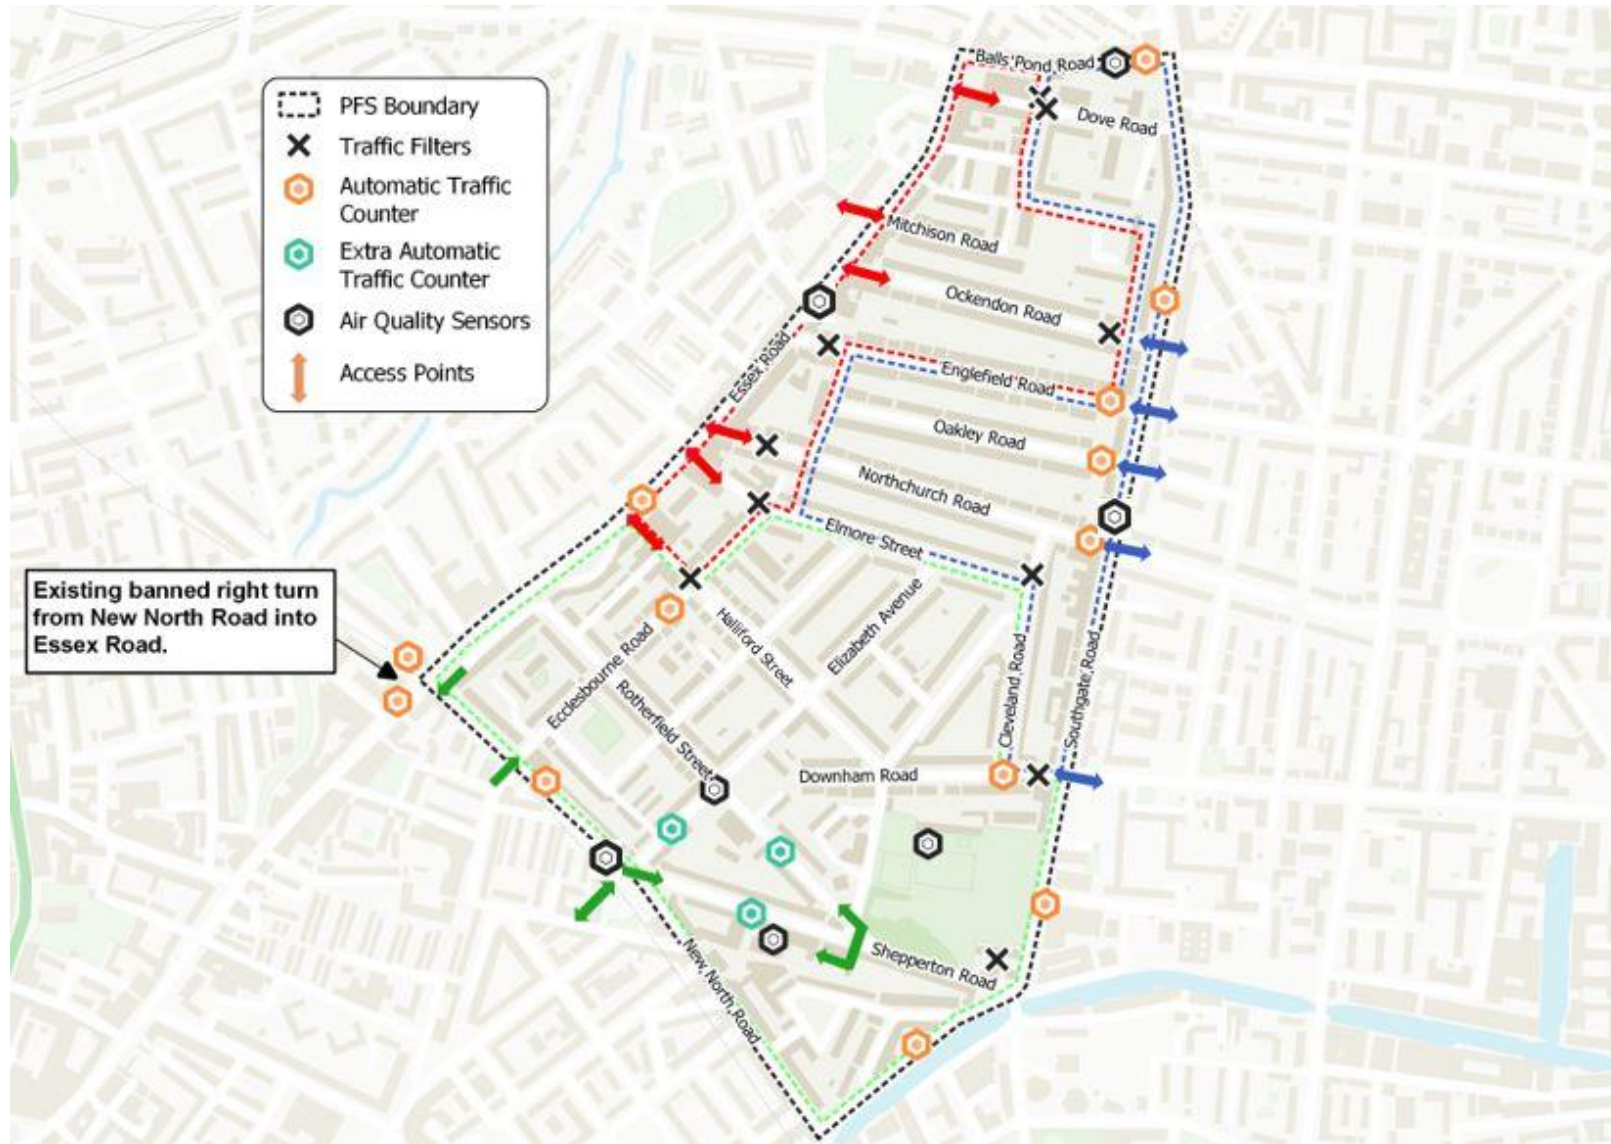 PFS Boundary
Traffic Filters
Automatic Traffic
Counter
Extra Automatic
Traffic Counter
Air Quality Sensors
Access Points
Balls Pond Road
Dove Road
Mitchison Road
Ockendon Road
Essex Road
Englefield Road
Oakley Road
Northchurch Road
Elmore Street
Existing banned right turn
from New North Road into
Essex Road.
Halliford Street
Elizabeth Avenue
Ecclesbourne Road
Rotherfield Street
Cleveland Road
Southgate Road
Downham Road
Shepperton Road
New North Road